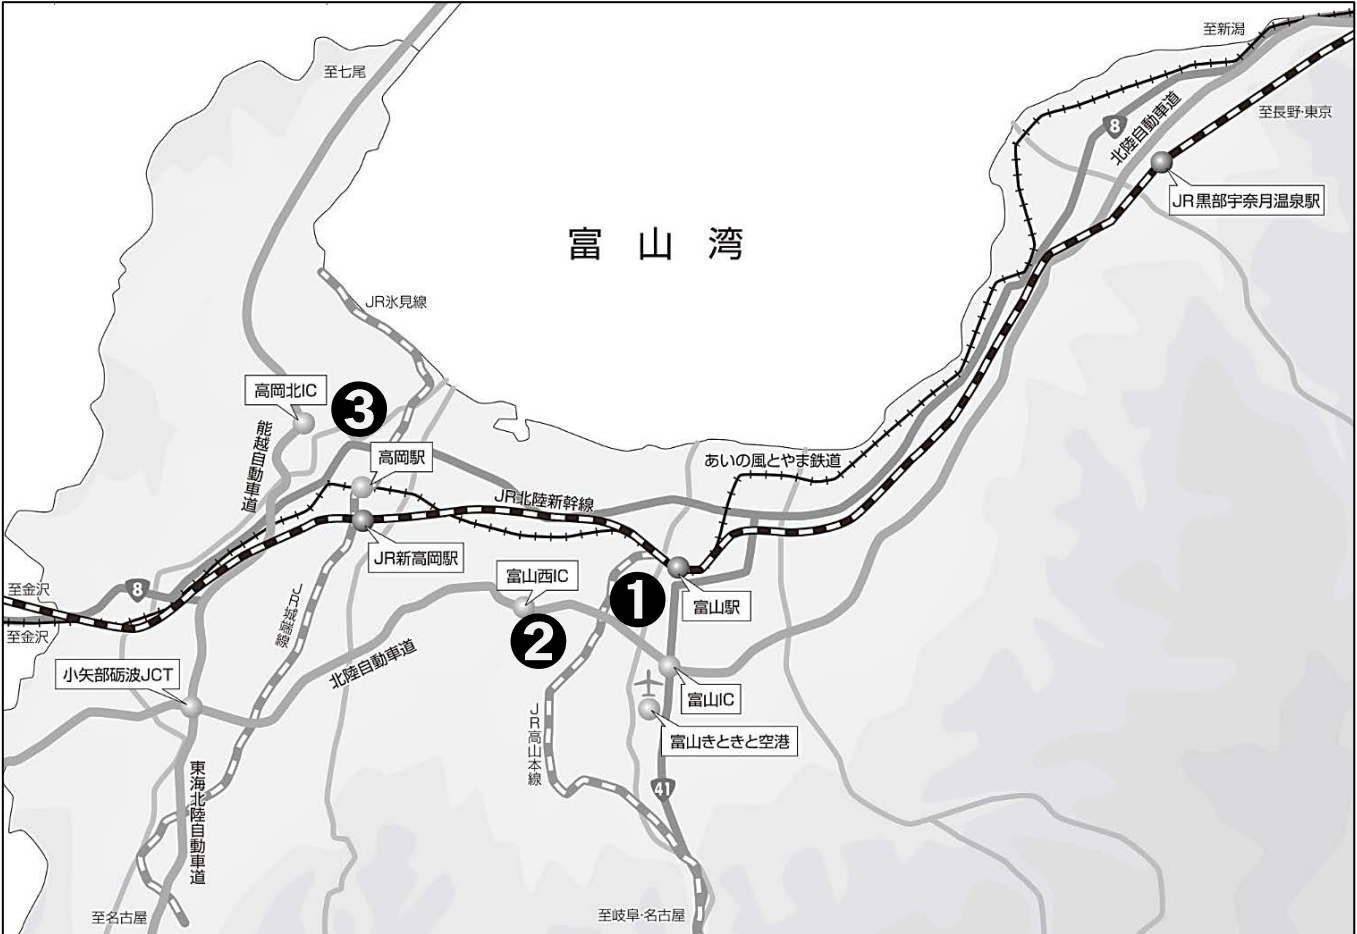 至新潟
至七尾
8
北陸自動車道
至長野・東京
JR黒部宇奈月温泉駅
富山湾
JR氷見線
高岡北IC
3
能越自動車道
高岡駅
あいの風とやま鉄道
JR北陸新幹線
JR新高岡駅
富山西IC
至金沢
8
1
富山駅
至金沢
JR城端線
2
北陸自動車道
小矢部砺波JCT
富山IC
JR高山本線
富山きときと空港
東海北陸自動車道
41
至名古屋
至岐阜・名古屋